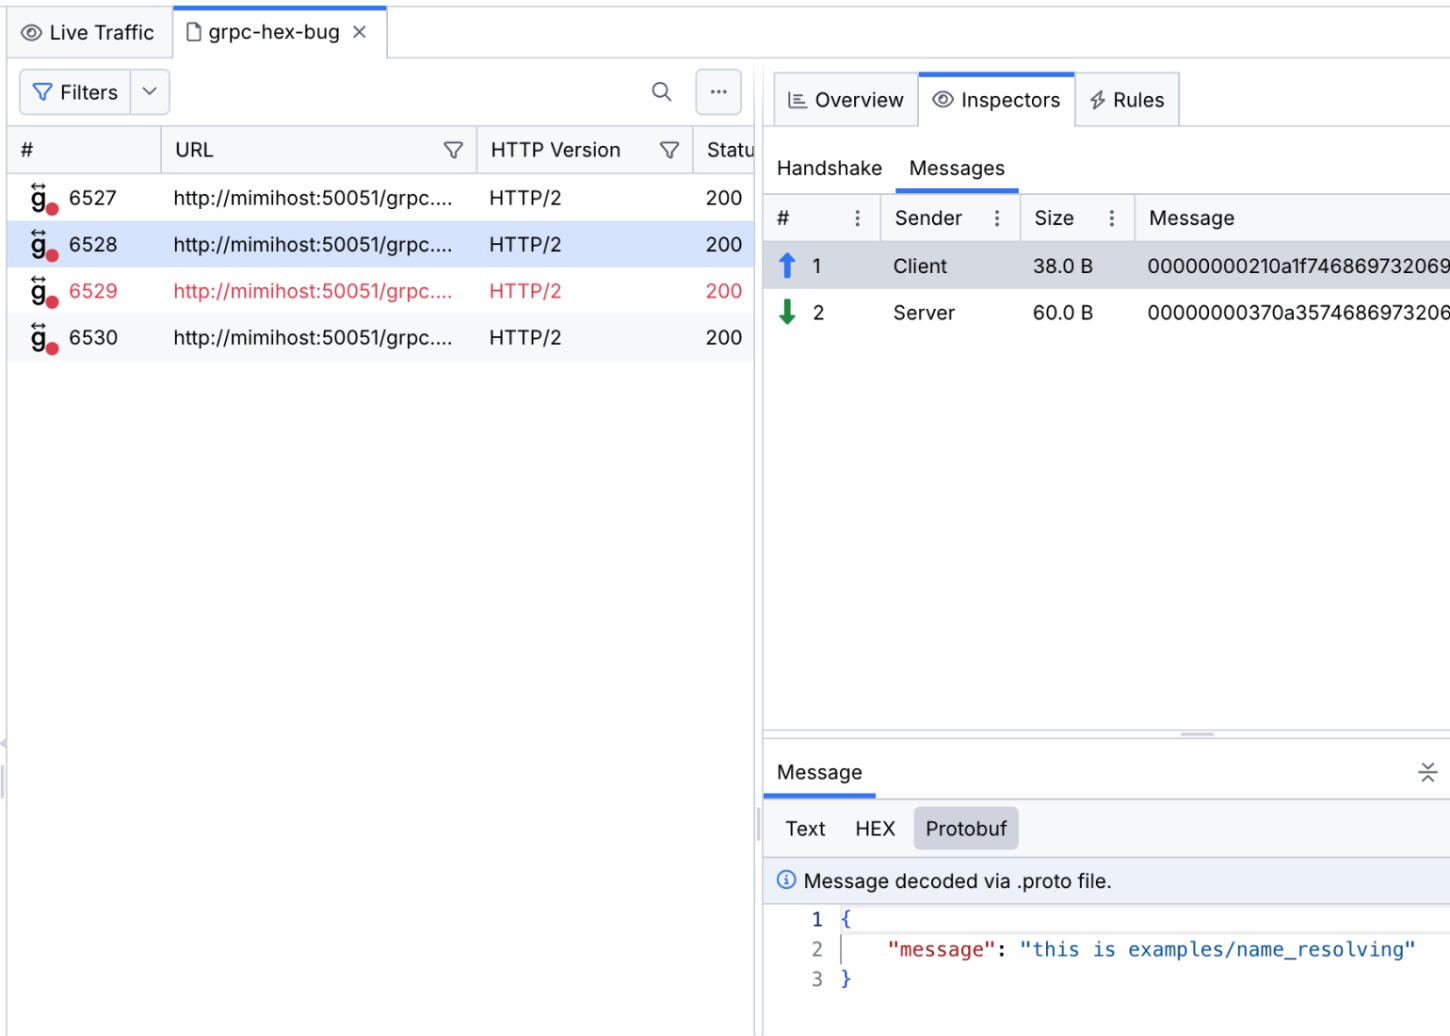 Live Traffic
grpc-hex-bug
Filters
# URL HTTP Version Statu
6527 http://mimihost:50051/grpc.... HTTP/2 200
6528 http://mimihost:50051/grpc.... HTTP/2 200
6529 http://mimihost:50051/grpc.... HTTP/2 200
6530 http://mimihost:50051/grpc.... HTTP/2 200
Overview Inspectors Rules
Handshake Messages
# Sender Size Message
1 Client 38.0 B 00000000210a1f746869732069
2 Server 60.0 B 00000000370a3574686973206
Message
Text HEX Protobuf
Message decoded via .proto file.
1 {
2 "message": "this is examples/name_resolving"
3 }